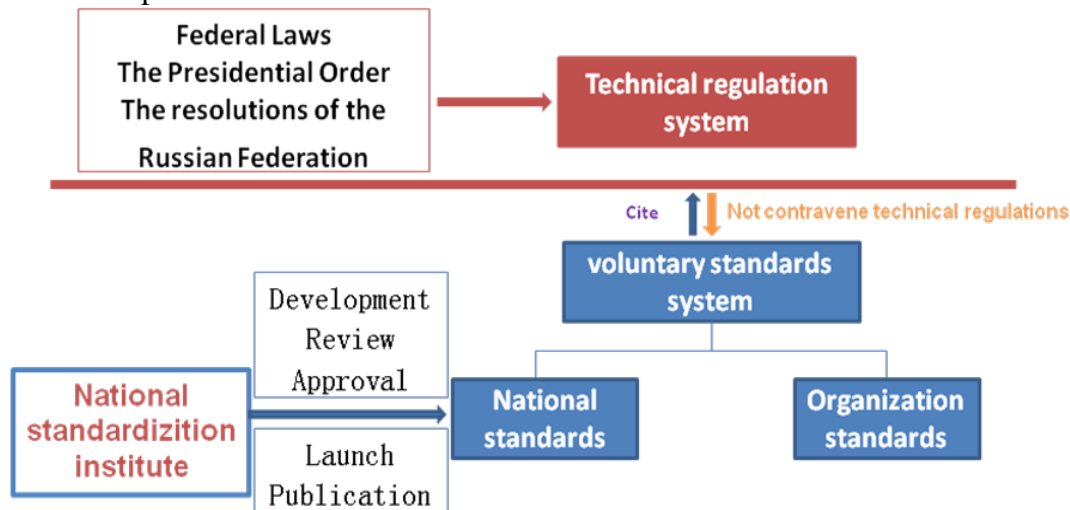 Federal Laws
The Presidential Order
The resolutions of the
Russian Federation
Technical regulation
system
Cite
Not contravene technical regulations
voluntary standards
system
Development
Review
Approval
National
standardizition
institute
National
standards
Organization
standards
Launch
Publication